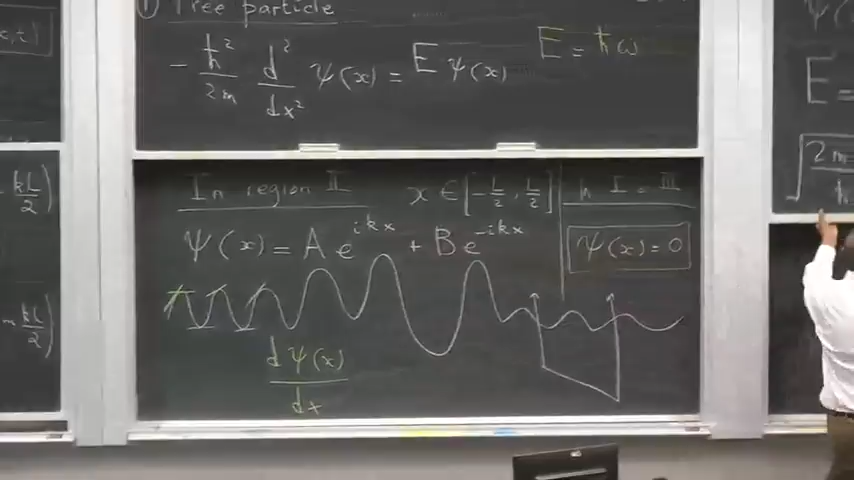 x,t)
kL/2)
n kL/2)
① Free particle
- ħ²/2m d²/dx² ψ(x) = E ψ(x)
E = ħω
In region II x ∈ [-L/2, L/2]
ψ(x) = A e^{ikx} + B e^{-ikx}
dψ(x)/dx
In I = III
ψ(x) = 0
ψ(
E =
√2m
ħ